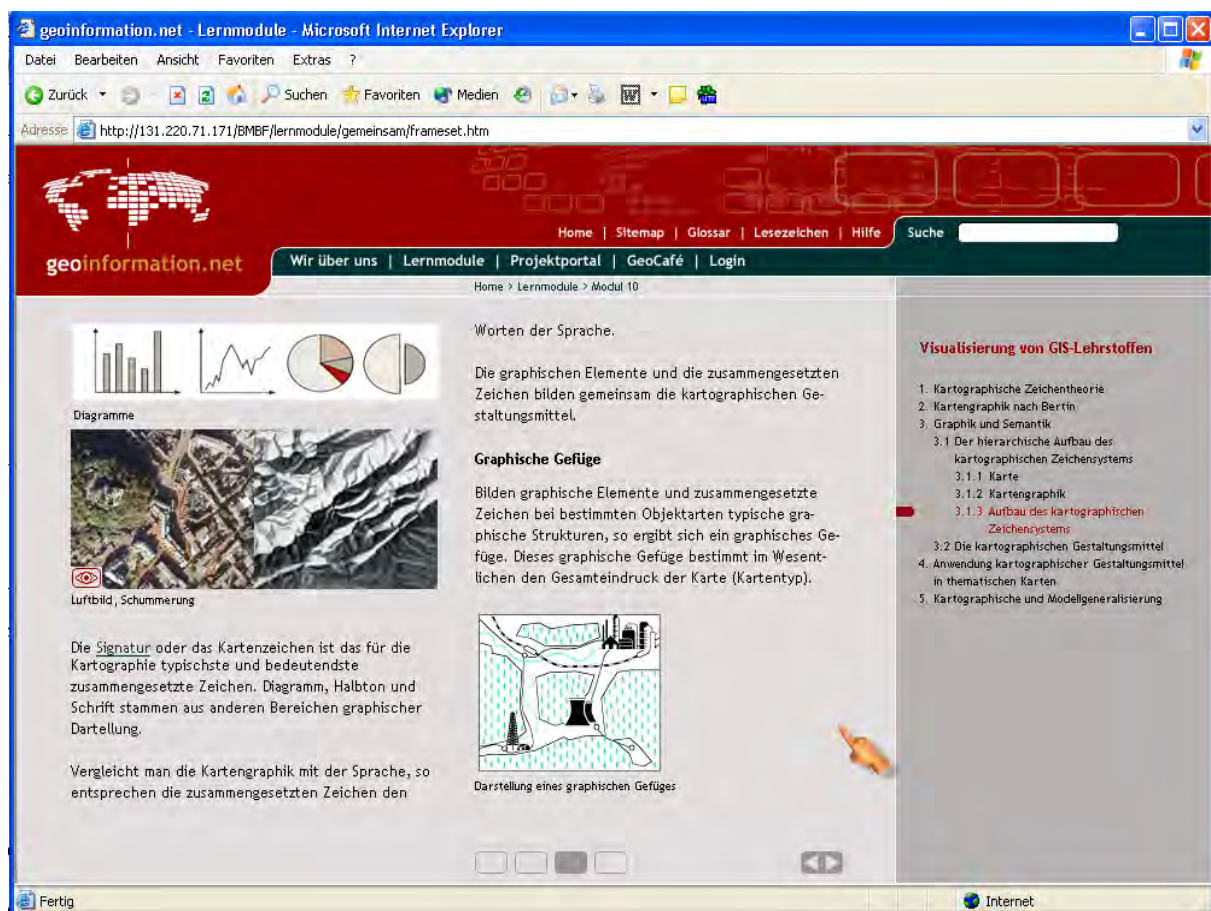 geoinformation.net - Lernmodule - Microsoft Internet Explorer
Datei Bearbeiten Ansicht Favoriten Extras ?
Zurück Suchen Favoriten Medien
Adresse http://131.220.71.171/BMBF/lernmodule/gemeinsam/frameset.htm
Home | Sitemap | Glossar | Lesezeichen | Hilfe Suche
geoinformation.net
Wir über uns | Lernmodule | Projektportal | GeoCafé | Login
Home > Lernmodule > Modul 10
Diagramme
Luftbild, Schummerung
Die Signatur oder das Kartenzeichen ist das für die
Kartographie typischste und bedeutendste
zusammengesetzte Zeichen. Diagramm, Halbton und
Schrift stammen aus anderen Bereichen graphischer
Dartellung.
Vergleicht man die Kartengraphik mit der Sprache, so
entsprechen die zusammengesetzten Zeichen den
Worten der Sprache.
Die graphischen Elemente und die zusammengesetzten
Zeichen bilden gemeinsam die kartographischen Ge-
staltungsmittel.
Graphische Gefüge
Bilden graphische Elemente und zusammengesetzte
Zeichen bei bestimmten Objektarten typische gra-
phische Strukturen, so ergibt sich ein graphisches Ge-
füge. Dieses graphische Gefüge bestimmt im Wesent-
lichen den Gesamteindruck der Karte (Kartentyp).
Darstellung eines graphischen Gefüges
Visualisierung von GIS-Lehrstoffen
1. Kartographische Zeichentheorie
2. Kartengraphik nach Bertin
3. Graphik und Semantik
3.1 Der hierarchische Aufbau des
kartographischen Zeichensystems
3.1.1 Karte
3.1.2 Kartengraphik
3.1.3 Aufbau des kartographischen
Zeichensystems
3.2 Die kartographischen Gestaltungsmittel
4. Anwendung kartographischer Gestaltungsmittel
in thematischen Karten
5. Kartographische und Modellgeneralisierung
Fertig Internet